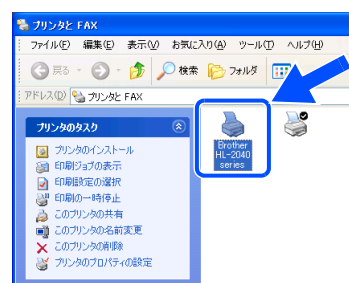 プリンタと FAX
ファイル(F) 編集(E) 表示(V) お気に入り(A) ツール(T) ヘルプ(H)
戻る 検索 フォルダ
アドレス(D) プリンタと FAX
プリンタのタスク
プリンタのインストール
印刷ジョブの表示
印刷設定の選択
印刷の一時停止
このプリンタの共有
このプリンタの名前変更
このプリンタの削除
プリンタのプロパティの設定
Brother
HL-2040
series